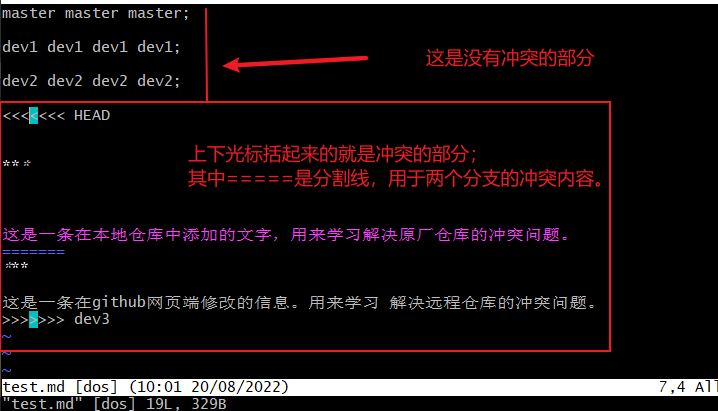 master master master;
dev1 dev1 dev1 dev1;
这是没有冲突的部分
dev2 dev2 dev2 dev2;
<<<<<<< HEAD
上下光标括起来的就是冲突的部分；
***
其中=====是分割线，用于两个分支的冲突内容。
这是一条在本地仓库中添加的文字，用来学习解决原厂仓库的冲突问题。
=======
***
这是一条在github网页端修改的信息。用来学习 解决远程仓库的冲突问题。
>>>>>>> dev3
~
~
~
test.md [dos] (10:01 20/08/2022) 7,4 All
"test.md" [dos] 19L, 329B